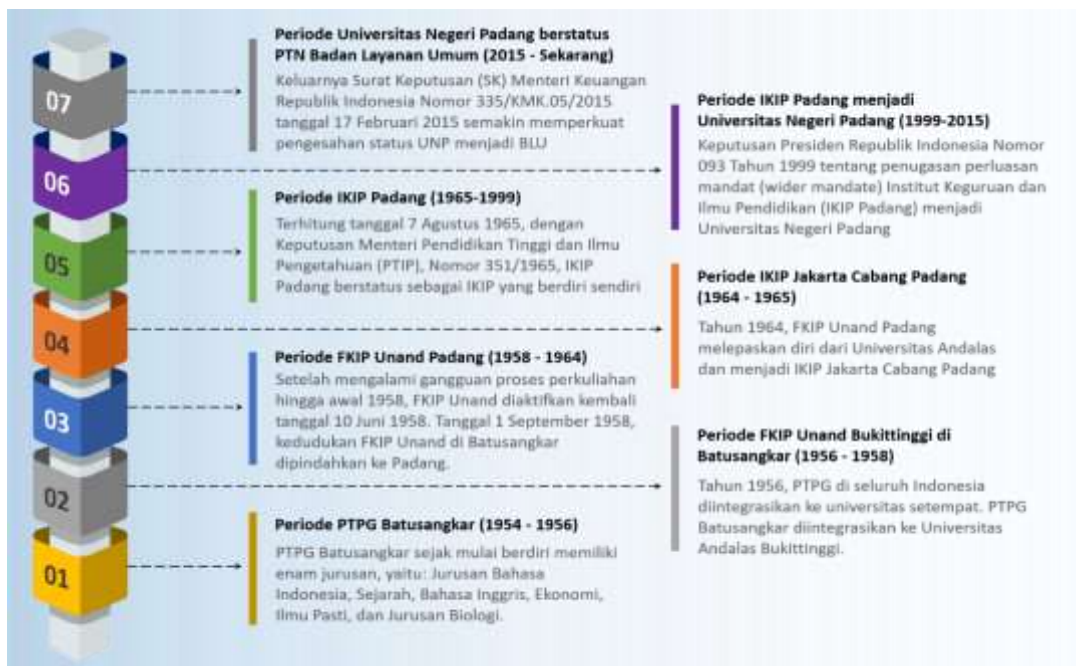 07
Periode Universitas Negeri Padang berstatus
PTN Badan Layanan Umum (2015 - Sekarang)
Keluarnya Surat Keputusan (SK) Menteri Keuangan
Republik Indonesia Nomor 335/KMK.05/2015
tanggal 17 Februari 2015 semakin memperkuat
pengesahan status UNP menjadi BLU
06
Periode IKIP Padang menjadi
Universitas Negeri Padang (1999-2015)
Keputusan Presiden Republik Indonesia Nomor
093 Tahun 1999 tentang penugasan perluasan
mandat (wider mandate) Institut Keguruan dan
Ilmu Pendidikan (IKIP Padang) menjadi
Universitas Negeri Padang
05
Periode IKIP Padang (1965-1999)
Terhitung tanggal 7 Agustus 1965, dengan
Keputusan Menteri Pendidikan Tinggi dan Ilmu
Pengetahuan (PTIP), Nomor 351/1965, IKIP
Padang berstatus sebagai IKIP yang berdiri sendiri
04
Periode IKIP Jakarta Cabang Padang
(1964 - 1965)
Tahun 1964, FKIP Unand Padang
melepaskan diri dari Universitas Andalas
dan menjadi IKIP Jakarta Cabang Padang
03
Periode FKIP Unand Padang (1958 - 1964)
Setelah mengalami gangguan proses perkuliahan
hingga awal 1958, FKIP Unand diaktifkan kembali
tanggal 10 Juni 1958. Tanggal 1 September 1958,
kedudukan FKIP Unand di Batusangkar
dipindahkan ke Padang.
02
Periode FKIP Unand Bukittinggi di
Batusangkar (1956 - 1958)
Tahun 1956, PTPG di seluruh Indonesia
diintegrasikan ke universitas setempat. PTPG
Batusangkar diintegrasikan ke Universitas
Andalas Bukittinggi.
01
Periode PTPG Batusangkar (1954 - 1956)
PTPG Batusangkar sejak mulai berdiri memiliki
enam jurusan, yaitu: Jurusan Bahasa
Indonesia, Sejarah, Bahasa Inggris, Ekonomi,
Ilmu Pasti, dan Jurusan Biologi.